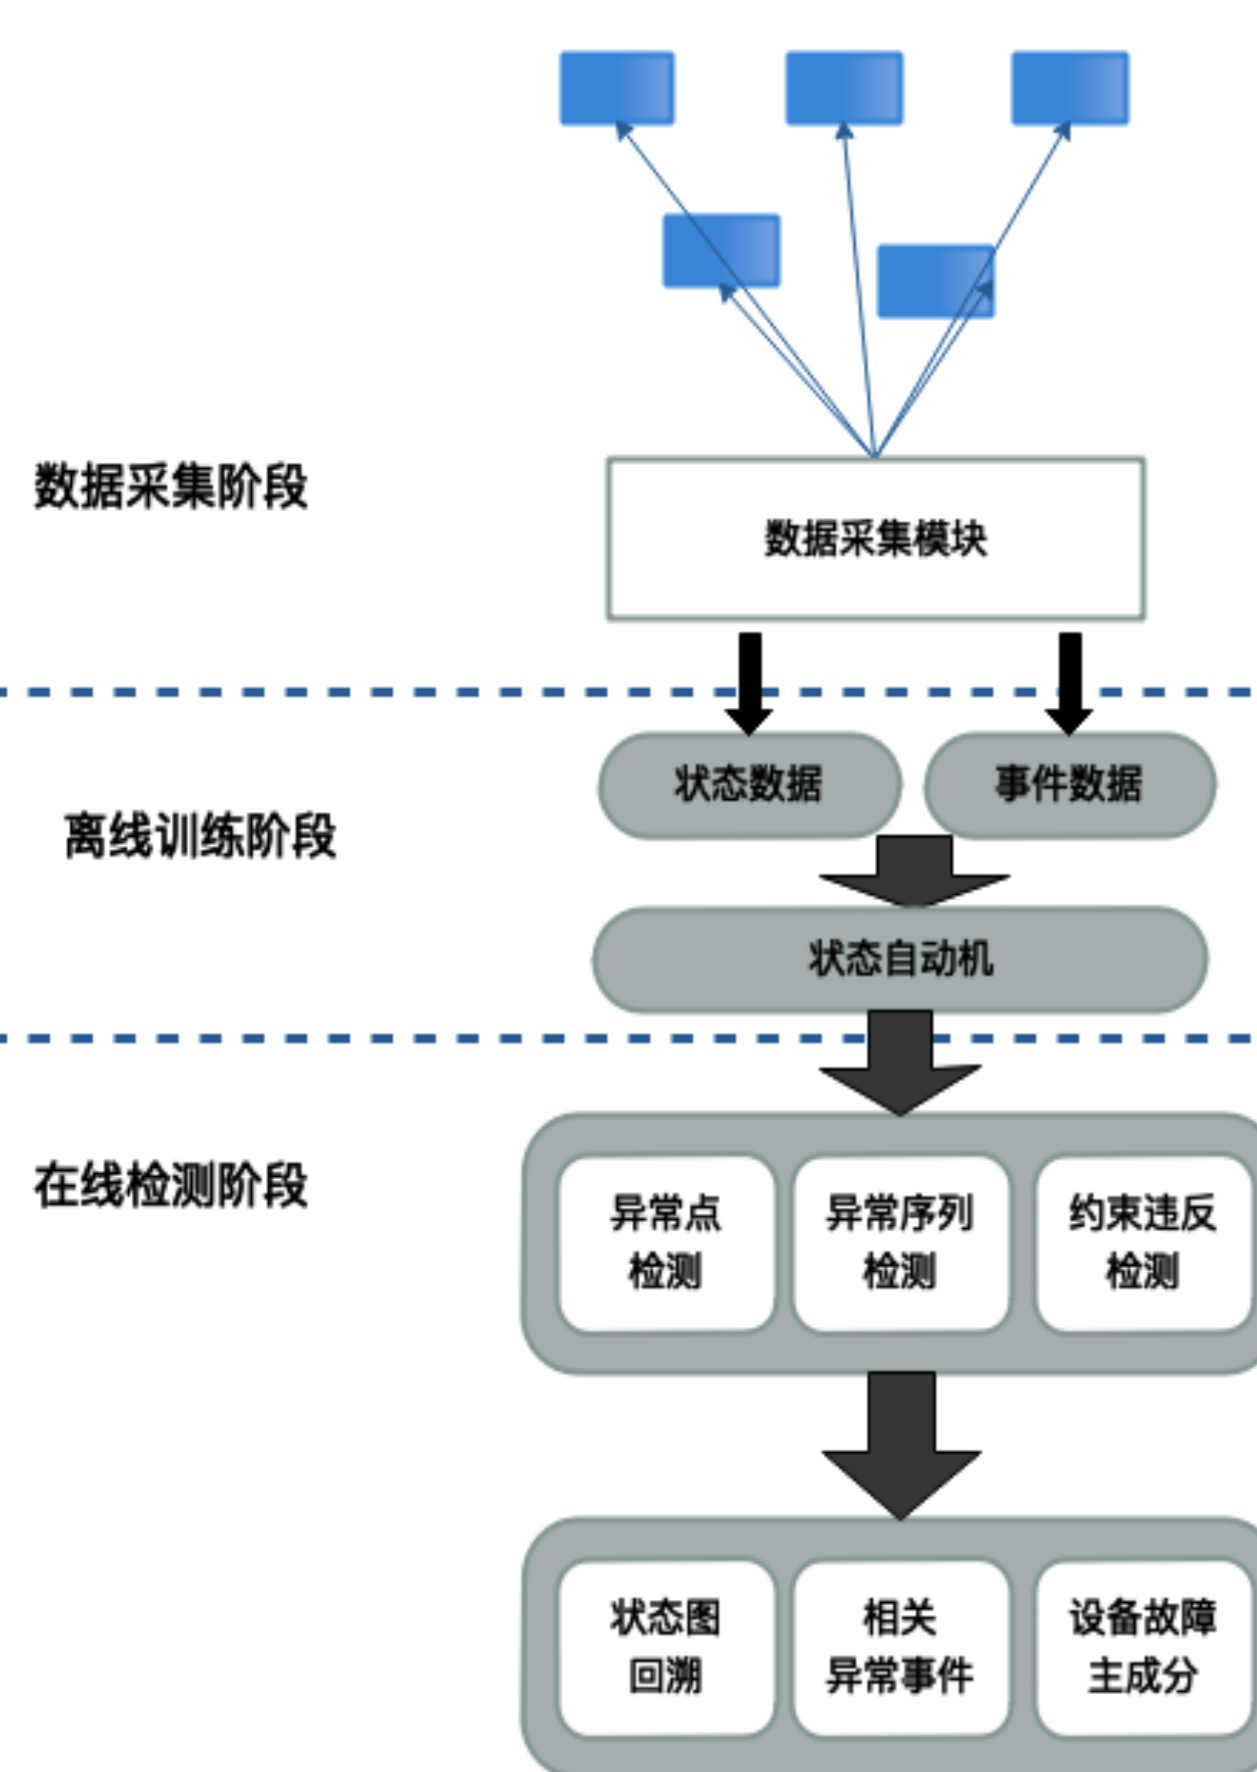 数据采集阶段
数据采集模块
状态数据
事件数据
离线训练阶段
状态自动机
在线检测阶段
异常点
检测
异常序列
检测
约束违反
检测
状态图
回溯
相关
异常事件
设备故障
主成分